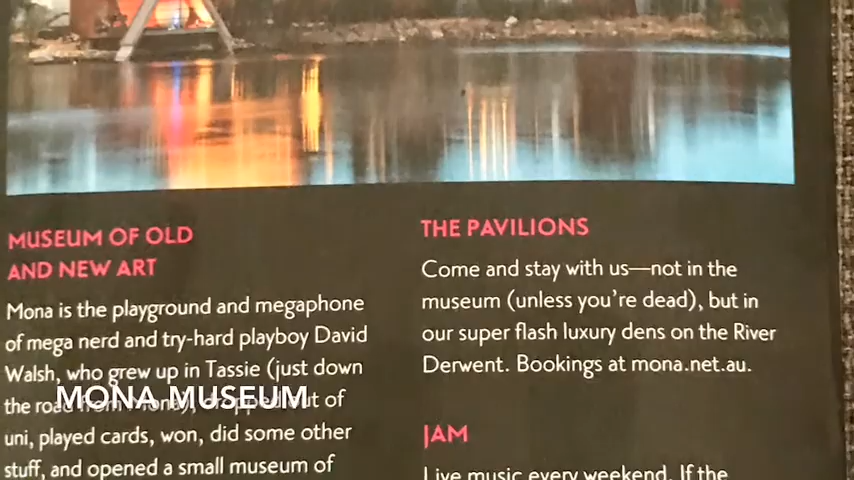 MUSEUM OF OLD
AND NEW ART
Mona is the playground and megaphone
of mega nerd and try-hard playboy David
Walsh, who grew up in Tassie (just down
the road from Mona), dropped out of
uni, played cards, won, did some other
stuff, and opened a small museum of
MONA MUSEUM
THE PAVILIONS
Come and stay with us—not in the
museum (unless you're dead), but in
our super flash luxury dens on the River
Derwent. Bookings at mona.net.au.
JAM
Live music every weekend. If the